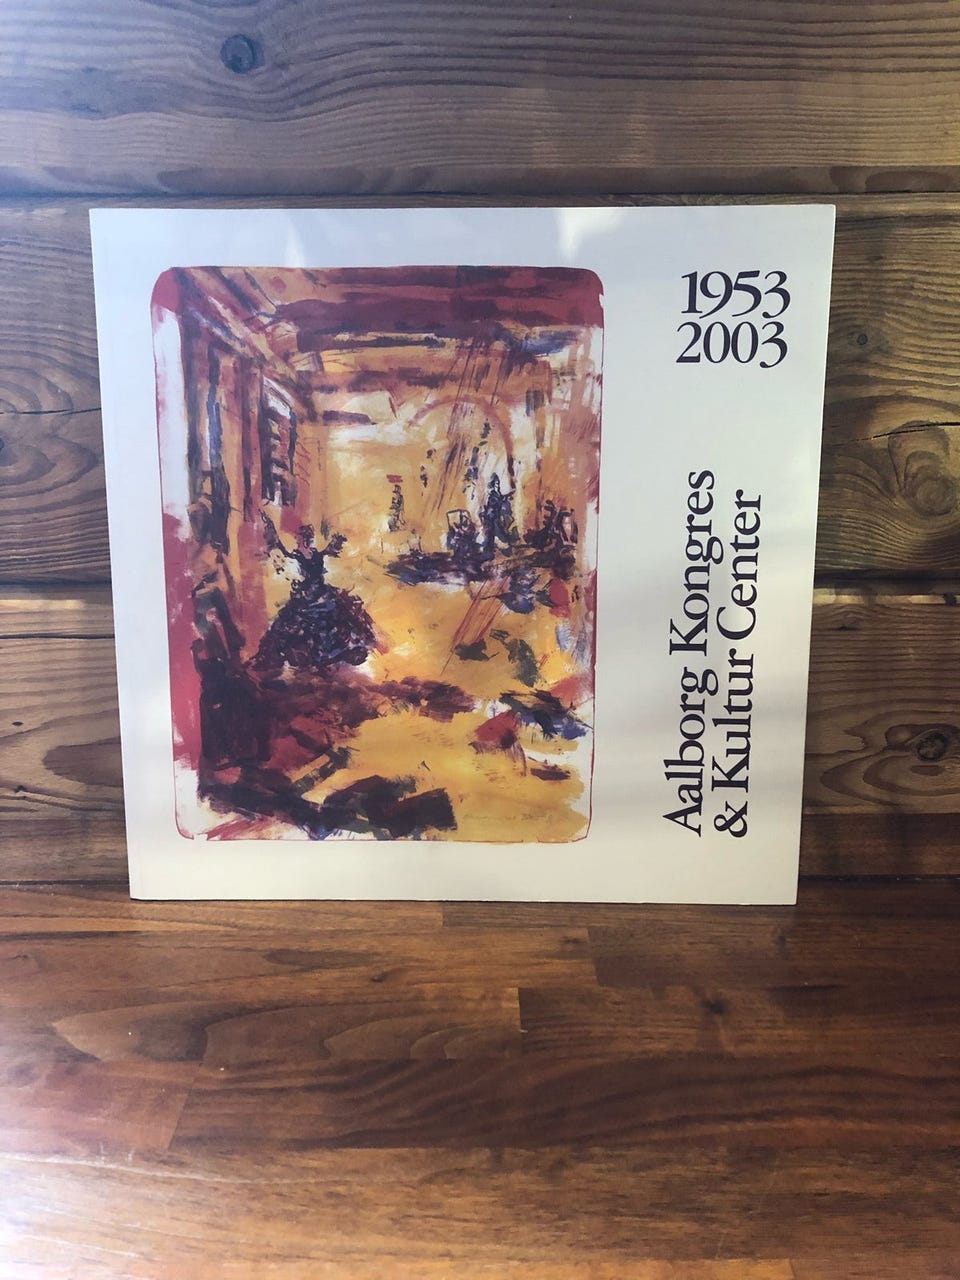 1953
2003
Aalborg Kongres
& Kultur Center